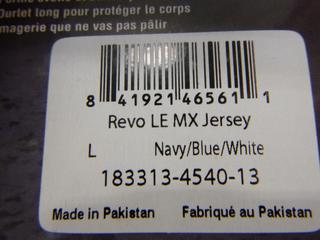 Ourlet long pour protéger le corps
magerie que ne vas pas pâlir
8 41921 46561 1
Revo LE MX Jersey
L Navy/Blue/White
183313-4540-13
Made in Pakistan Fabriqué au Pakistan